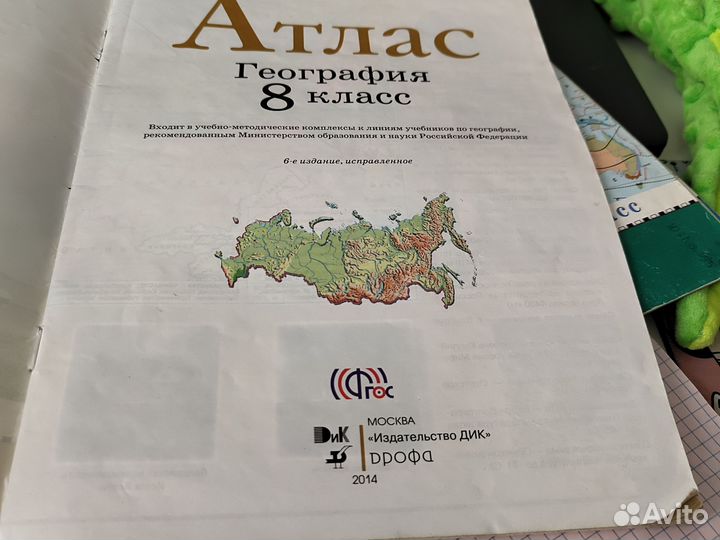 Атлас
География
8 класс
Входит в учебно-методические комплексы к линиям учебников по географии,
рекомендованным Министерством образования и науки Российской Федерации
6-е издание, исправленное
ФГОС
МОСКВА
ДиК
«Издательство ДИК»
дрофа
2014
СС
Avito